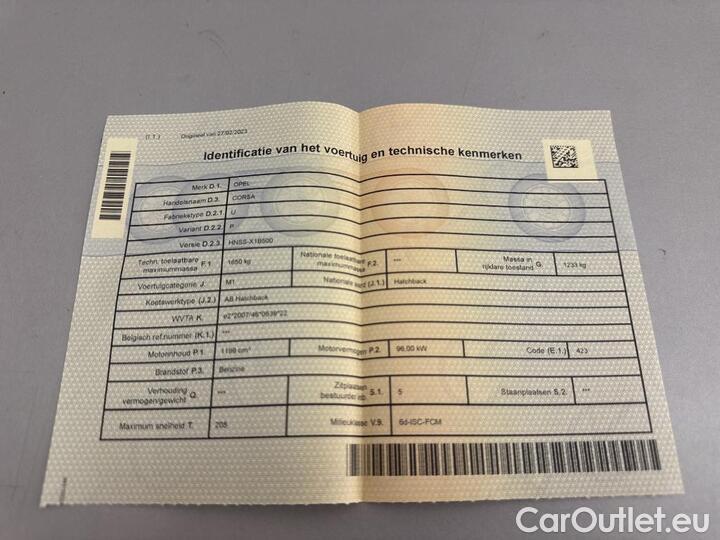 (T.T.) Origineel van 27/02/2023
Identificatie van het voertuig en technische kenmerken
Merk D.1. OPEL
Handelsnaam D.3. CORSA
Fabriekstype D.2.1. U
Variant D.2.2. P
Versie D.2.3. HNSS-X1B500
Techn. toelaatbare maximummassa F.1 1650 kg Nationale toelaatbare maximummassa F.2. *** Massa in rijklare toestand G. 1233 kg
Voertuigcategorie J. M1 Nationale aard (J.1.) Hatchback
Koetswerktype (J.2.) AB Hatchback
WVTA K. e2*2007/46*0639*22
Belgisch ref.nummer (K.1.) ***
Motorinhoud P.1. 1199 cm³ Motorvermogen P.2. 96,00 kW Code (E.1.) 423
Brandstof P.3. Benzine
Verhouding vermogen/gewicht Q. *** Zitplaatsen bestuurder inb. S.1. 5 Staanplaatsen S.2. ***
Maximum snelheid T. 208 Milieuklasse V.9. 6d-ISC-FCM
CarOutlet.eu